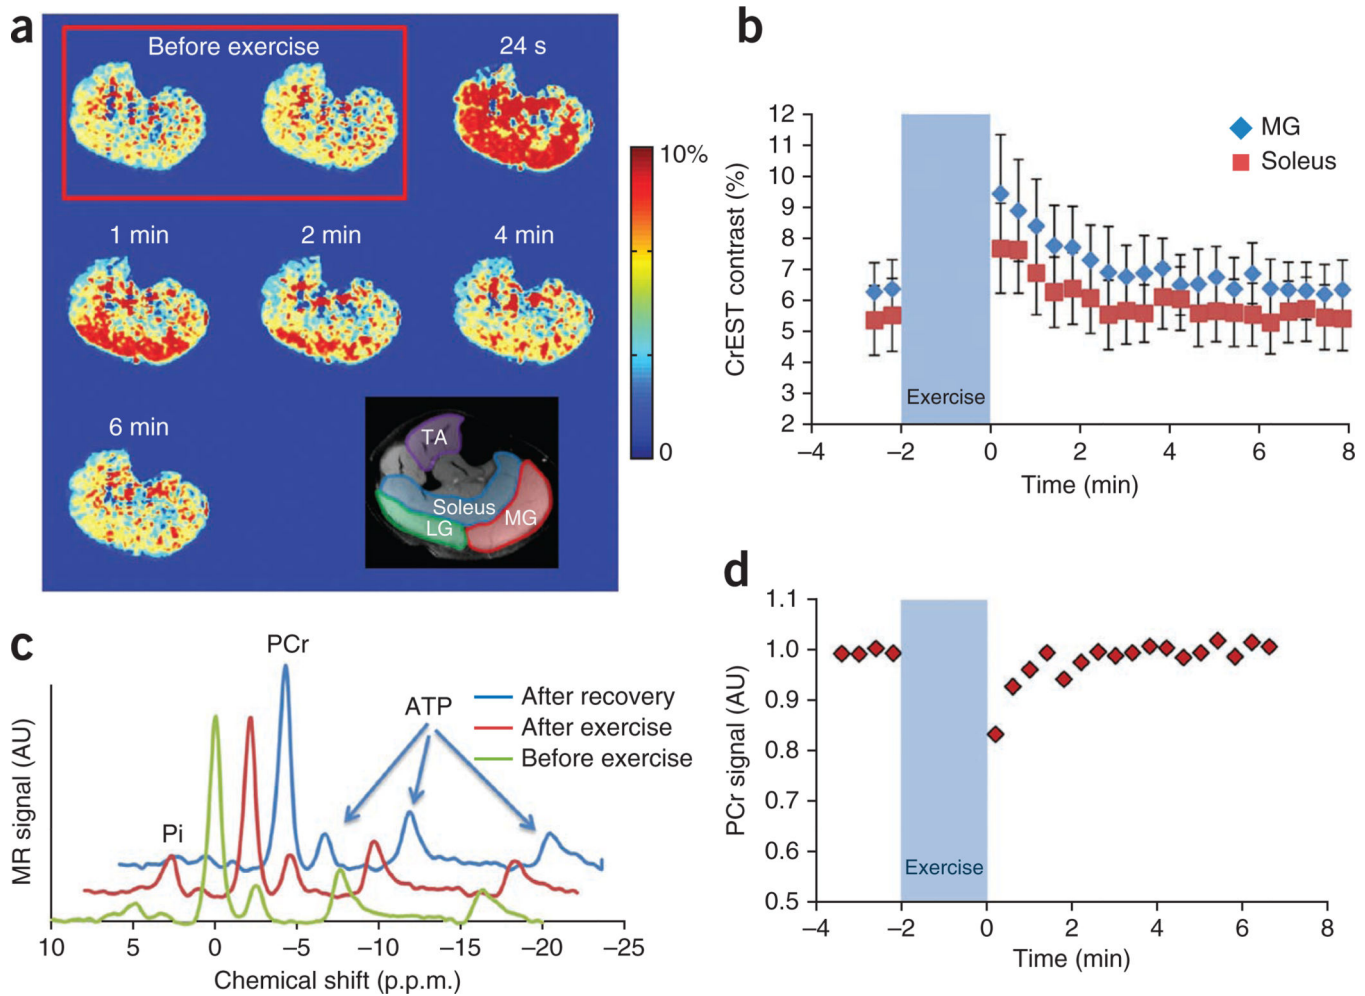 a
Before exercise
24 s
1 min
2 min
4 min
6 min
10%
0
TA
Soleus
LG
MG
b
CrEST contrast (%)
12
11
10
9
8
7
6
5
4
3
2
MG
Soleus
Exercise
–4
–2
0
2
4
6
8
Time (min)
c
MR signal (AU)
PCr
Pi
ATP
After recovery
After exercise
Before exercise
10
5
0
–5
–10
–15
–20
–25
Chemical shift (p.p.m.)
d
PCr signal (AU)
1.1
1.0
0.9
0.8
0.7
0.6
0.5
Exercise
–4
–2
0
2
4
6
8
Time (min)